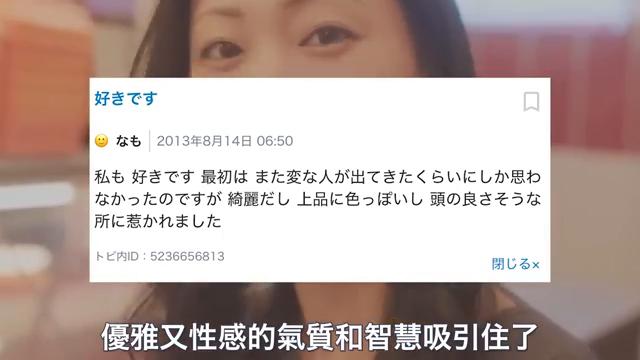 好きです
なも 2013年8月14日 06:50
私も 好きです 最初は また変な人が出てきたくらいにしか思わ
なかったのですが 綺麗だし 上品に色っぽいし 頭の良さそうな
所に惹かれました
トピ内ID:5236656813
閉じる×
優雅又性感的氣質和智慧吸引住了